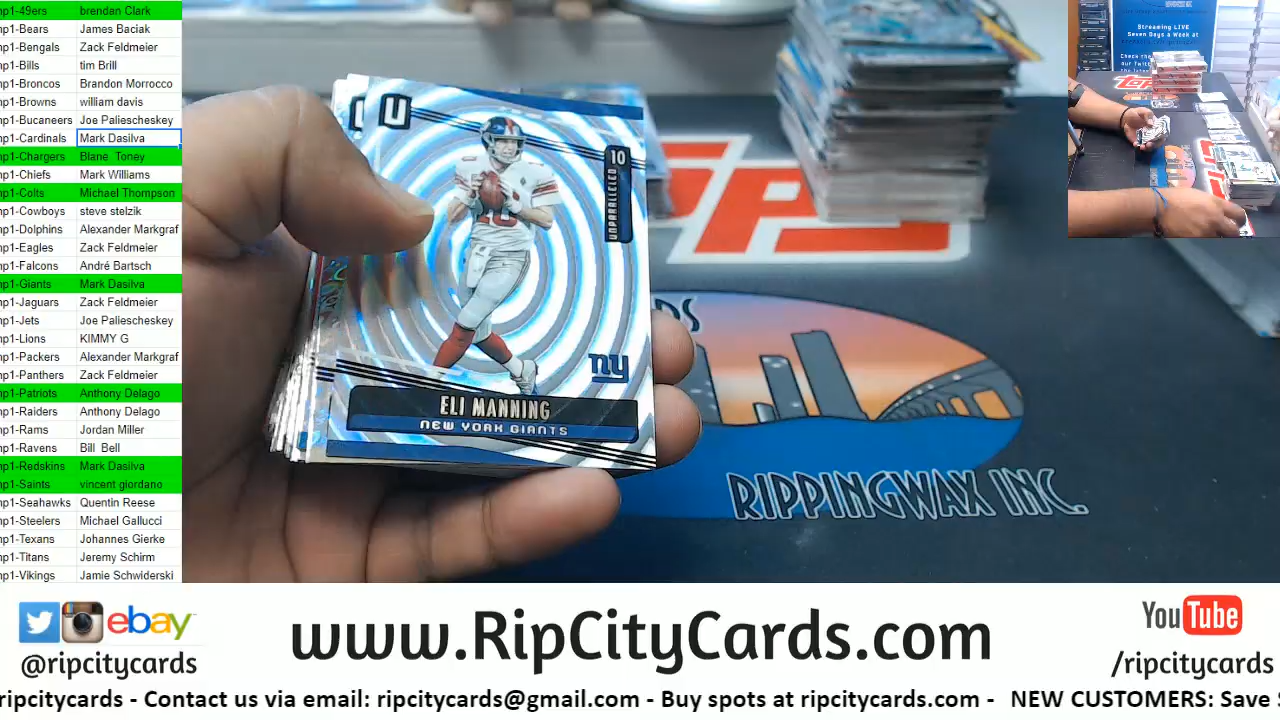 np1-49ers brendan Clark
np1-Bears James Baciak
np1-Bengals Zack Feldmeier
np1-Bills tim Brill
np1-Broncos Brandon Morrocco
np1-Browns william davis
np1-Bucaneers Joe Paliescheskey
np1-Cardinals Mark Dasilva
np1-Chargers Blane Toney
np1-Chiefs Mark Williams
np1-Colts Michael Thompson
np1-Cowboys steve stelzik
np1-Dolphins Alexander Markgraf
np1-Eagles Zack Feldmeier
np1-Falcons André Bartsch
np1-Giants Mark Dasilva
np1-Jaguars Zack Feldmeier
np1-Jets Joe Paliescheskey
np1-Lions KIMMY G
np1-Packers Alexander Markgraf
np1-Panthers Zack Feldmeier
np1-Patriots Anthony Delago
np1-Raiders Anthony Delago
np1-Rams Jordan Miller
np1-Ravens Bill Bell
np1-Redskins Mark Dasilva
np1-Saints vincent giordano
np1-Seahawks Quentin Reese
np1-Steelers Michael Gallucci
np1-Texans Johannes Gierke
np1-Titans Jeremy Schirm
np1-Vikings Jamie Schwiderski
10
UNPARALLELED
10
ny
ELI MANNING
NEW YORK GIANTS
RIPPINGWAX INC.
Streaming LIVE
Seven Days a Week at
Check the
our Twit
ebay
@ripcitycards
www.RipCityCards.com
YouTube
/ripcitycards
ripcitycards - Contact us via email: ripcitycards@gmail.com - Buy spots at ripcitycards.com - NEW CUSTOMERS: Save